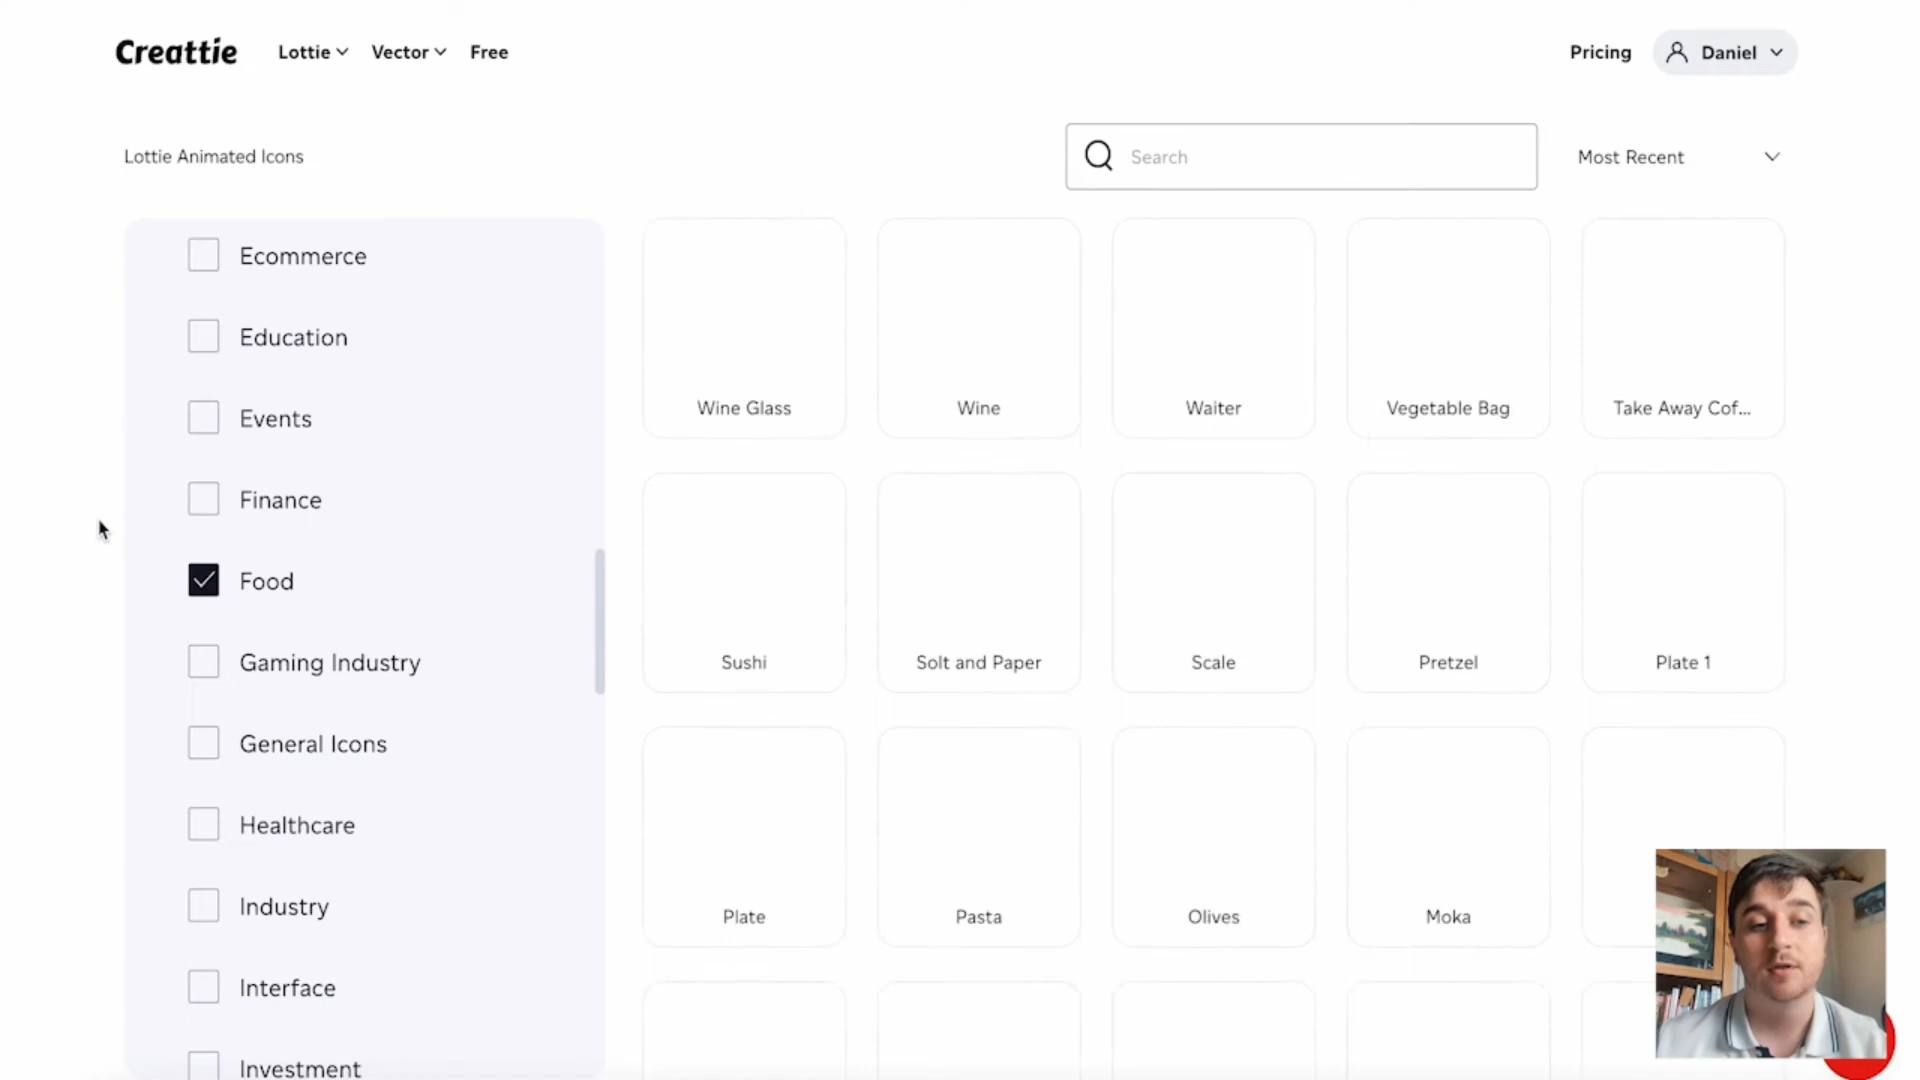 Creattie
Lottie
Vector
Free
Pricing
Daniel
Lottie Animated Icons
Search
Most Recent
Ecommerce
Education
Events
Finance
Food
Gaming Industry
General Icons
Healthcare
Industry
Interface
Investment
Wine Glass
Wine
Waiter
Vegetable Bag
Take Away Cof...
Sushi
Solt and Paper
Scale
Pretzel
Plate 1
Plate
Pasta
Olives
Moka